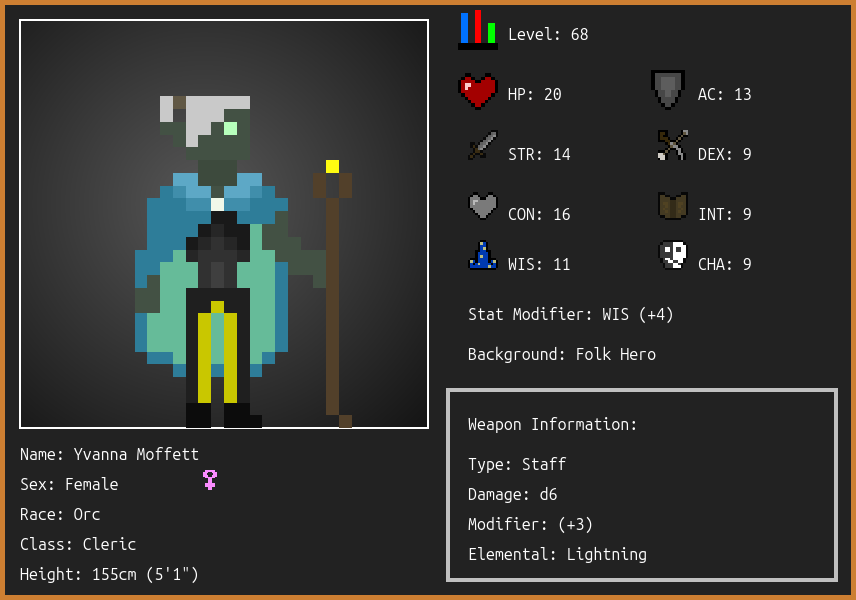 Level: 68
HP: 20
AC: 13
STR: 14
DEX: 9
CON: 16
INT: 9
WIS: 11
CHA: 9
Stat Modifier: WIS (+4)
Background: Folk Hero
Weapon Information:
Type: Staff
Damage: d6
Modifier: (+3)
Elemental: Lightning
Name: Yvanna Moffett
Sex: Female
Race: Orc
Class: Cleric
Height: 155cm (5'1")